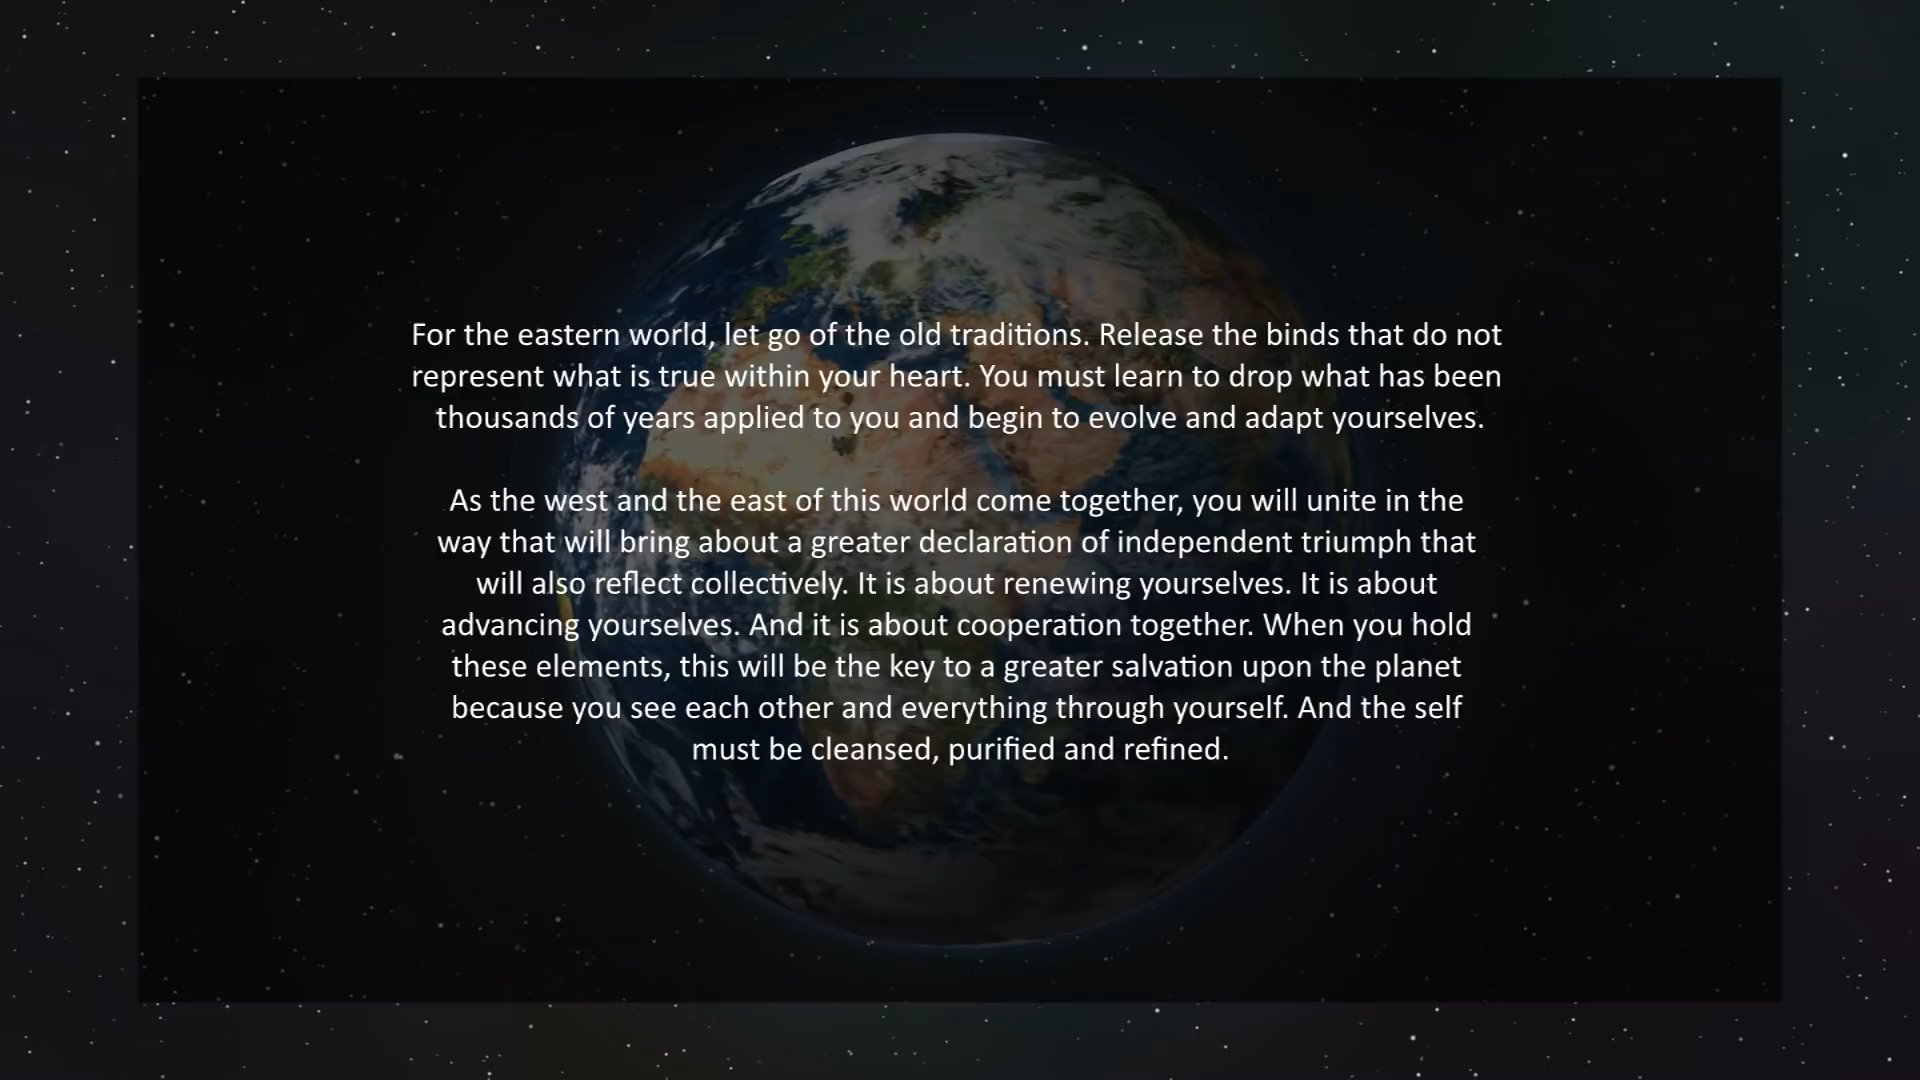 For the eastern world, let go of the old traditions. Release the binds that do not
represent what is true within your heart. You must learn to drop what has been
thousands of years applied to you and begin to evolve and adapt yourselves.
As the west and the east of this world come together, you will unite in the
way that will bring about a greater declaration of independent triumph that
will also reflect collectively. It is about renewing yourselves. It is about
advancing yourselves. And it is about cooperation together. When you hold
these elements, this will be the key to a greater salvation upon the planet
because you see each other and everything through yourself. And the self
must be cleansed, purified and refined.